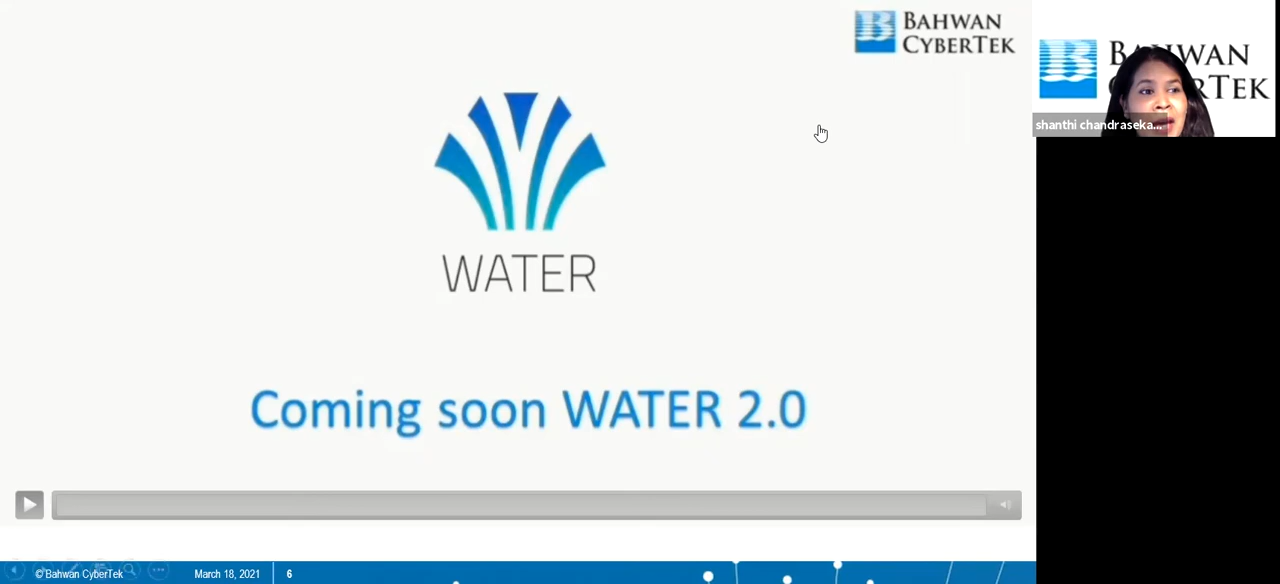 BAHWAN
CYBERTEK
WATER
Coming soon WATER 2.0
© Bahwan CyberTek
March 18, 2021
6
shanthi chandraseka...